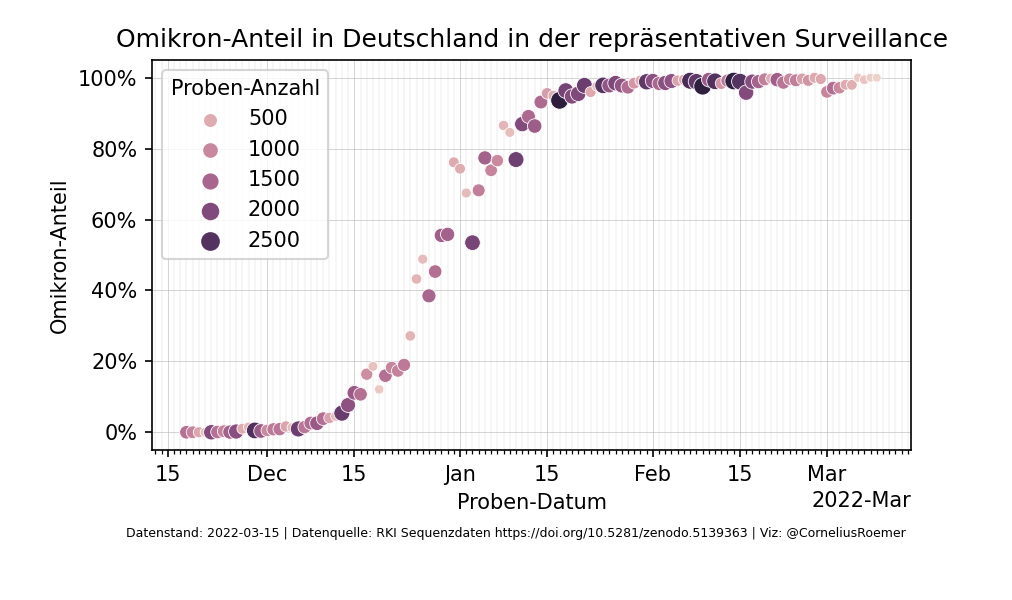 Omikron-Anteil in Deutschland in der repräsentativen Surveillance
Proben-Anzahl
500
1000
1500
2000
2500
100%
80%
60%
40%
20%
0%
Omikron-Anteil
15 Dec 15 Jan 15 Feb 15 Mar
Proben-Datum
2022-Mar
Datenstand: 2022-03-15 | Datenquelle: RKI Sequenzdaten https://doi.org/10.5281/zenodo.5139363 | Viz: @CorneliusRoemer